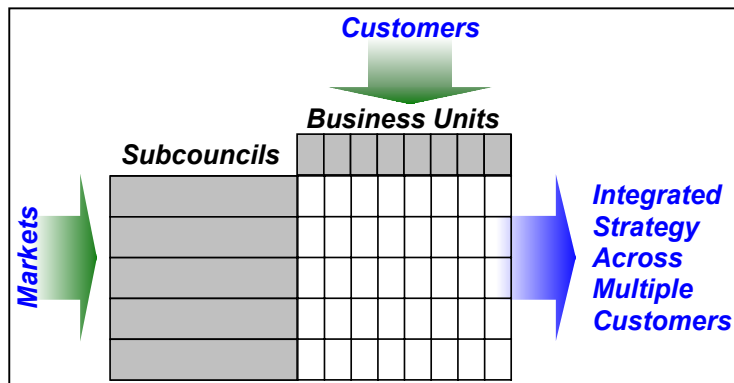 Customers
Business Units
Subcouncils
Markets
Integrated
Strategy
Across
Multiple
Customers